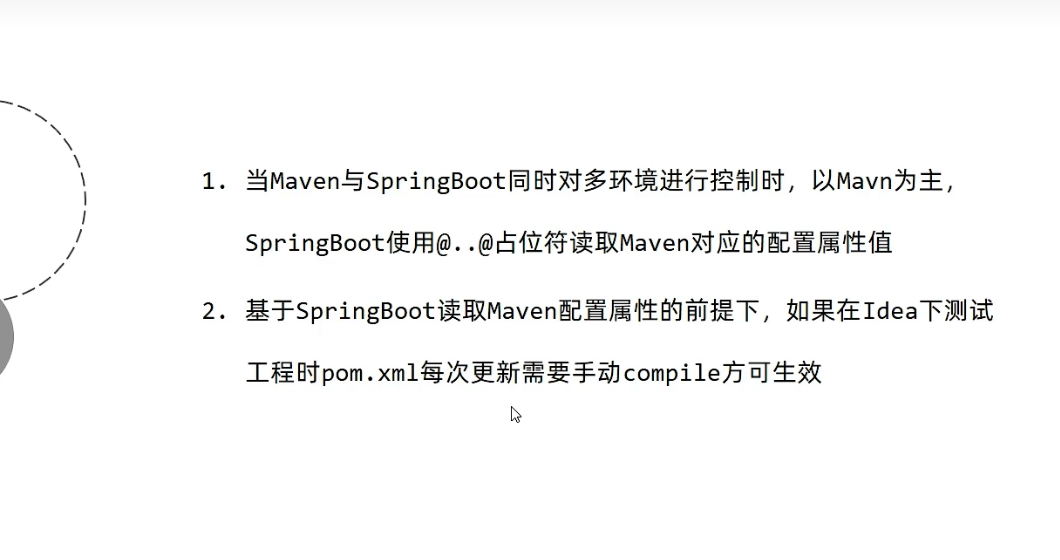 1. 当Maven与SpringBoot同时对多环境进行控制时，以Mavn为主，
SpringBoot使用@..@占位符读取Maven对应的配置属性值
2. 基于SpringBoot读取Maven配置属性的前提下，如果在Idea下测试
工程时pom.xml每次更新需要手动compile方可生效